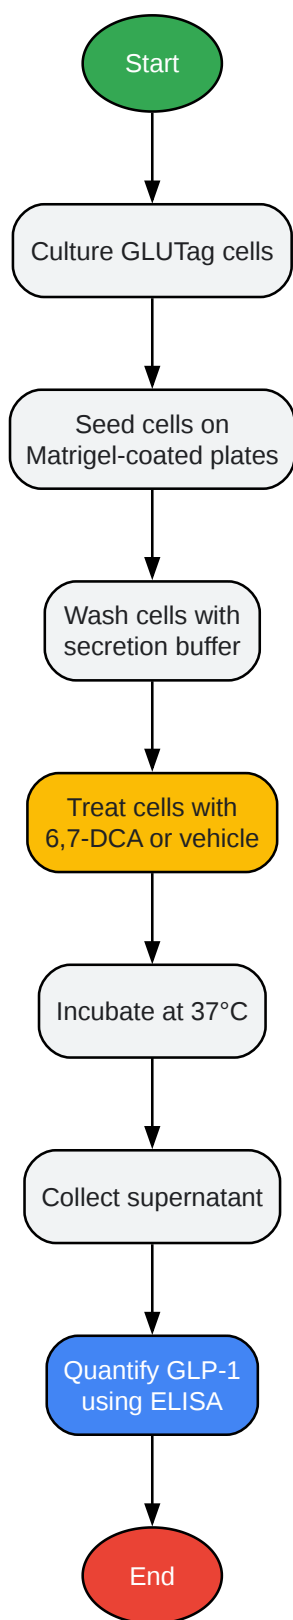 Start
Culture GLUTag cells
Seed cells on
Matrigel-coated plates
Wash cells with
secretion buffer
Treat cells with
6,7-DCA or vehicle
Incubate at 37°C
Collect supernatant
Quantify GLP-1
using ELISA
End